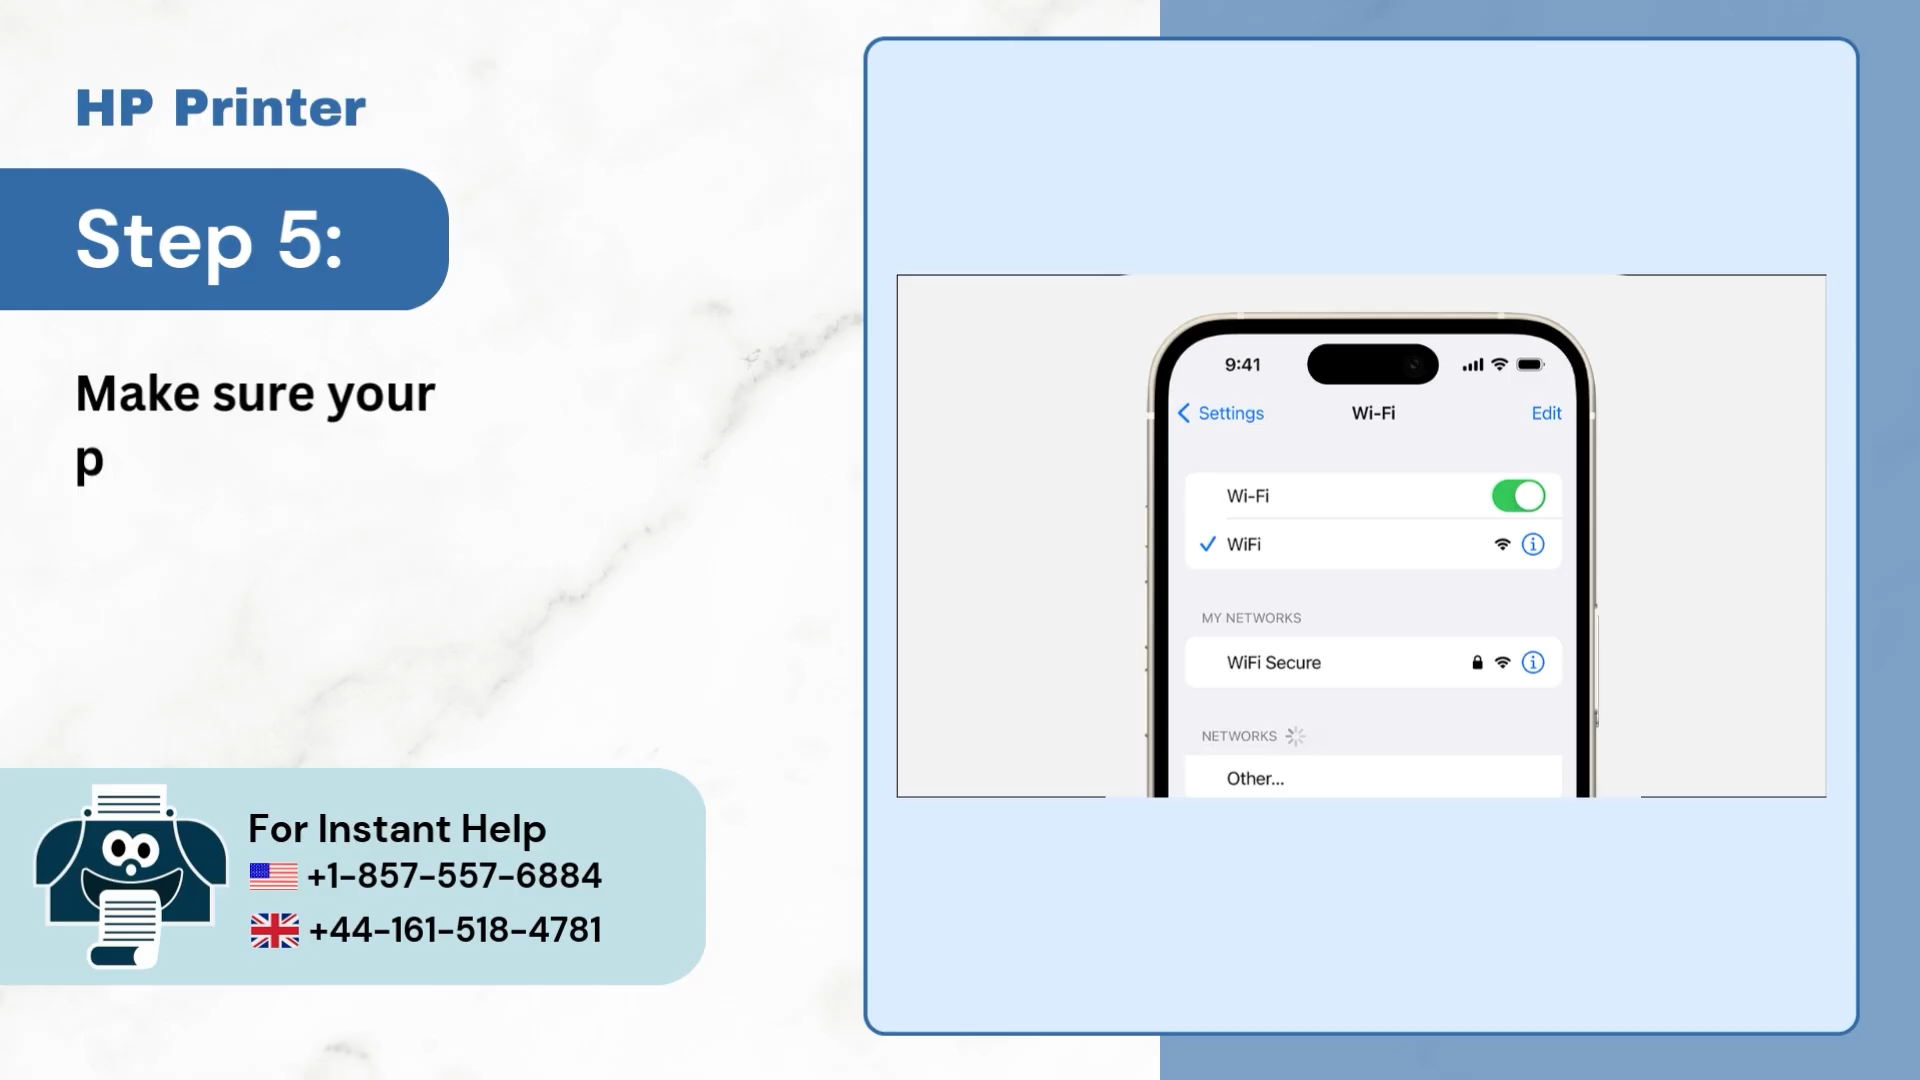 HP Printer
Step 5:
Make sure your
p
For Instant Help
+1-857-557-6884
+44-161-518-4781
9:41
Settings
Wi-Fi
Edit
Wi-Fi
WiFi
MY NETWORKS
WiFi Secure
NETWORKS
Other...